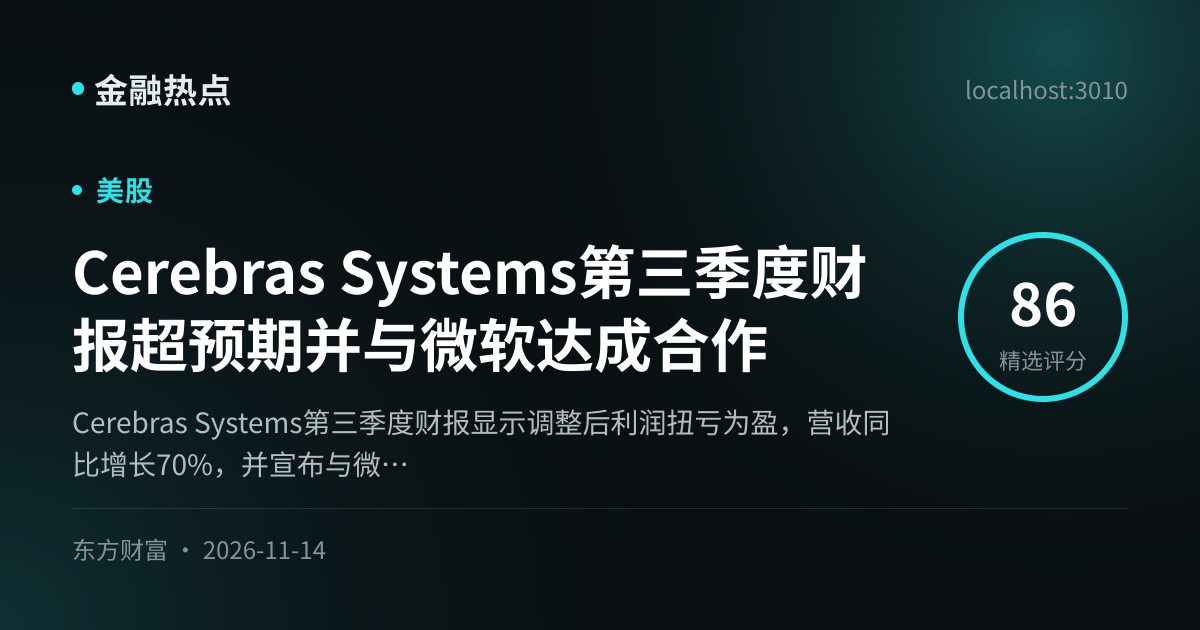 金融热点
localhost:3010
美股
Cerebras Systems第三季度财
报超预期并与微软达成合作
86
精选评分
Cerebras Systems第三季度财报显示调整后利润扭亏为盈，营收同
比增长70%，并宣布与微…
东方财富 · 2026-11-14